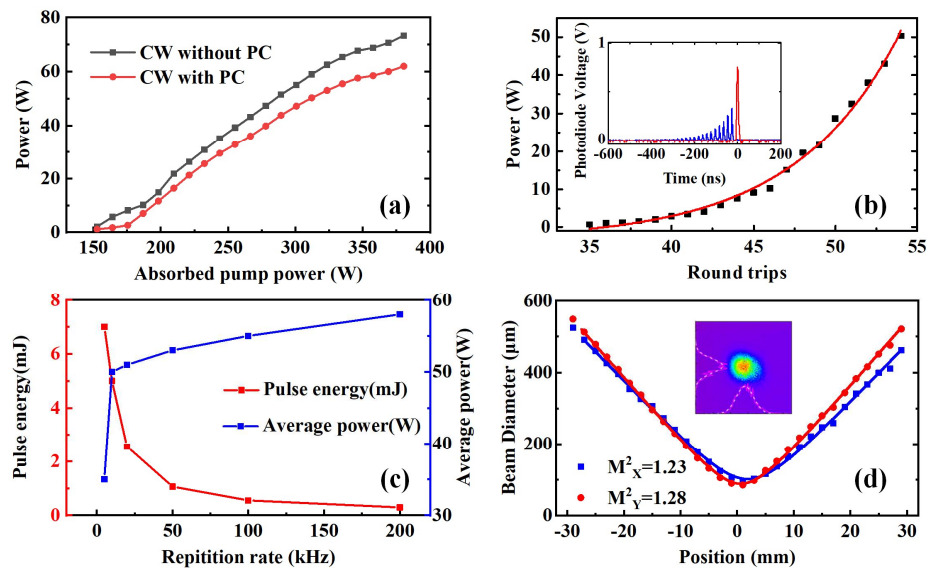 80
60
40
20
0
Power (W)
CW without PC
CW with PC
(a)
100
150
200
250
300
350
400
Absorbed pump power (W)
50
40
30
20
10
0
Power (W)
1
0
Photodiode Voltage (V)
-600
-400
-200
0
200
Time (ns)
(b)
35
40
45
50
55
Round trips
8
6
4
2
0
Pulse energy(mJ)
60
50
40
30
Average power(W)
Pulse energy(mJ)
Average power(W)
(c)
0
50
100
150
200
Repitition rate (kHz)
600
400
200
0
Beam Diameter (μm)
M²X=1.23
M²Y=1.28
(d)
-30
-20
-10
0
10
20
30
Position (mm)